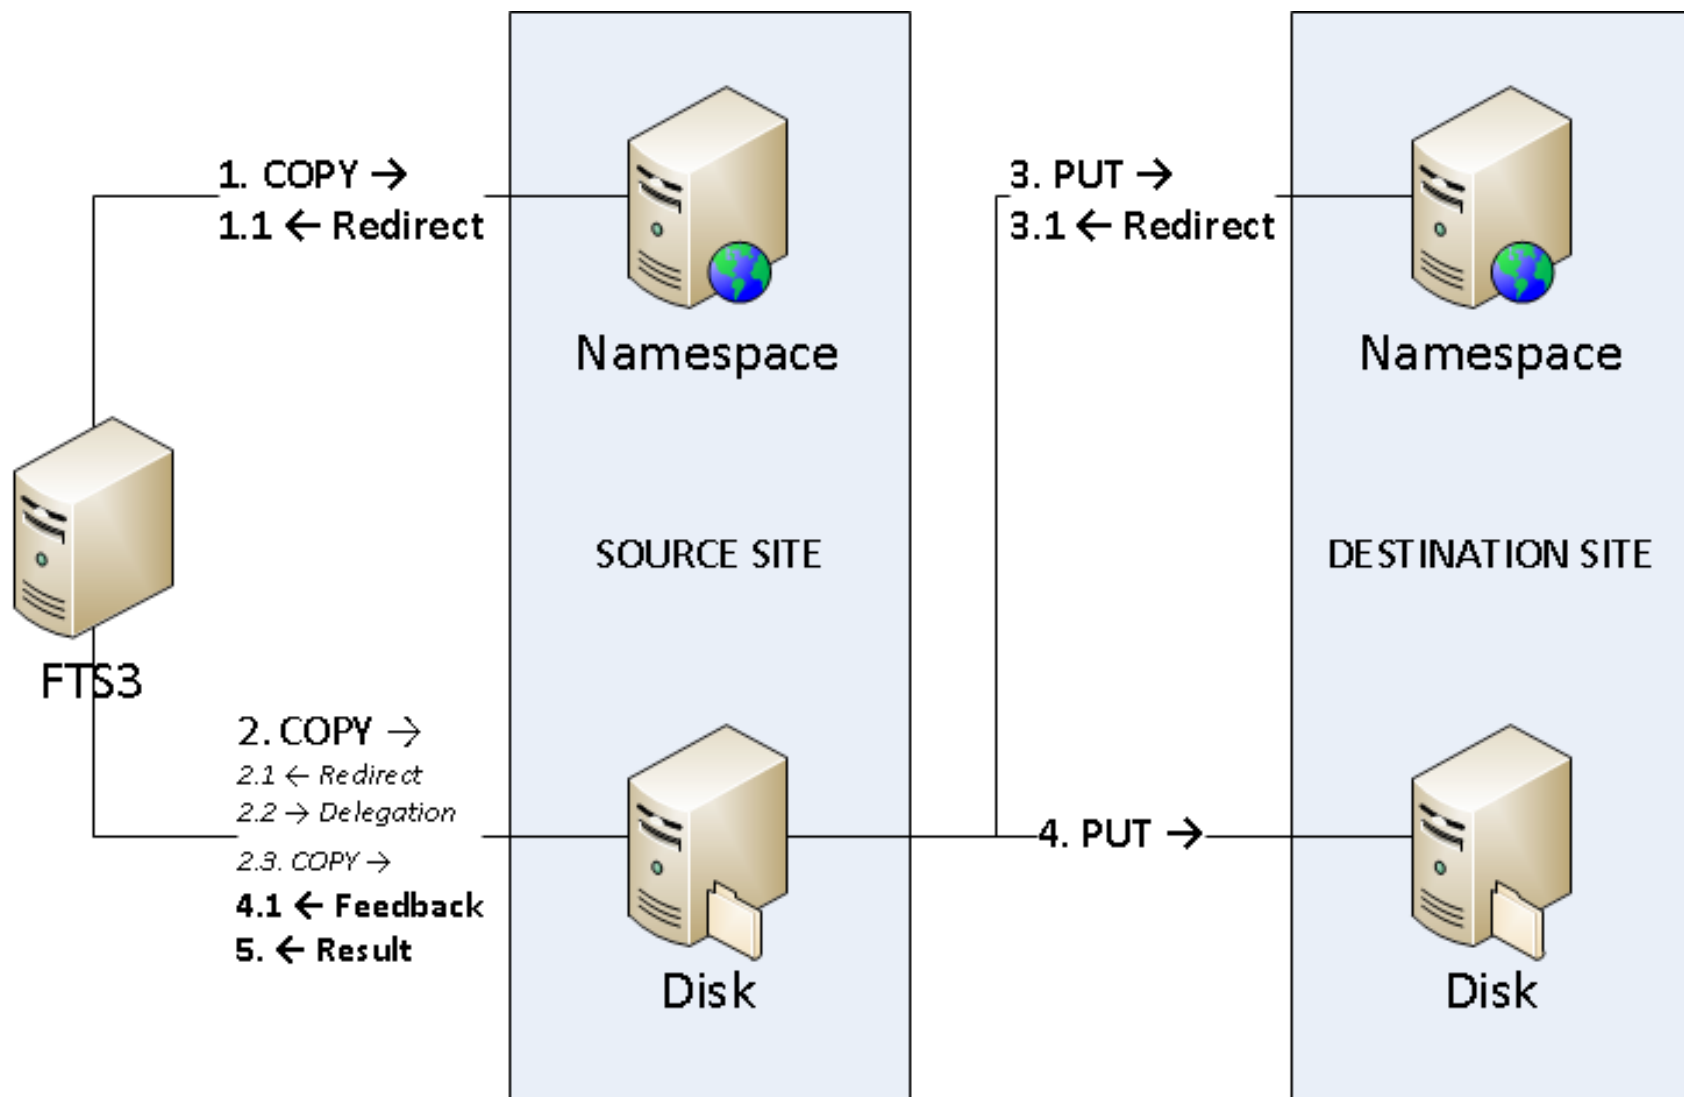 1. COPY →
1.1 ← Redirect
3. PUT →
3.1 ← Redirect
Namespace
Namespace
SOURCE SITE
DESTINATION SITE
FTS3
2. COPY →
2.1 ← Redirect
2.2 → Delegation
2.3. COPY →
4.1 ← Feedback
5. ← Result
4. PUT →
Disk
Disk